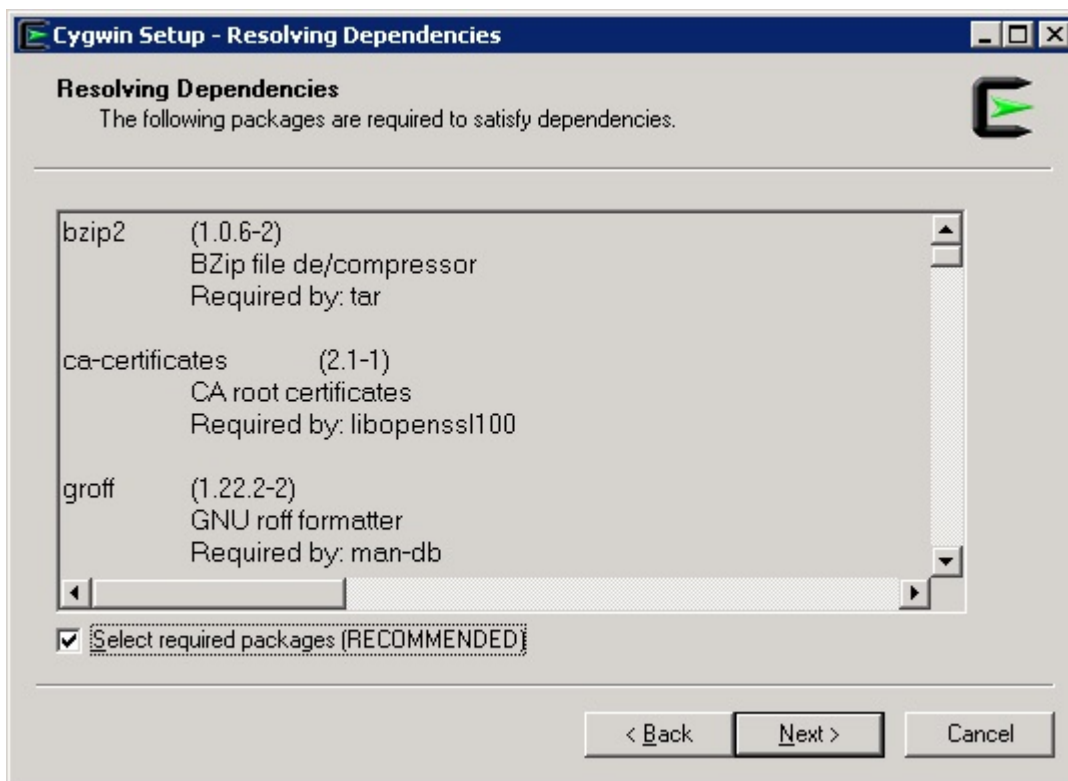 Cygwin Setup - Resolving Dependencies
Resolving Dependencies
The following packages are required to satisfy dependencies.
bzip2 (1.0.6-2)
BZip file de/compressor
Required by: tar
ca-certificates (2.1-1)
CA root certificates
Required by: libopenssl100
groff (1.22.2-2)
GNU roff formatter
Required by: man-db
Select required packages (RECOMMENDED)
< Back Next > Cancel